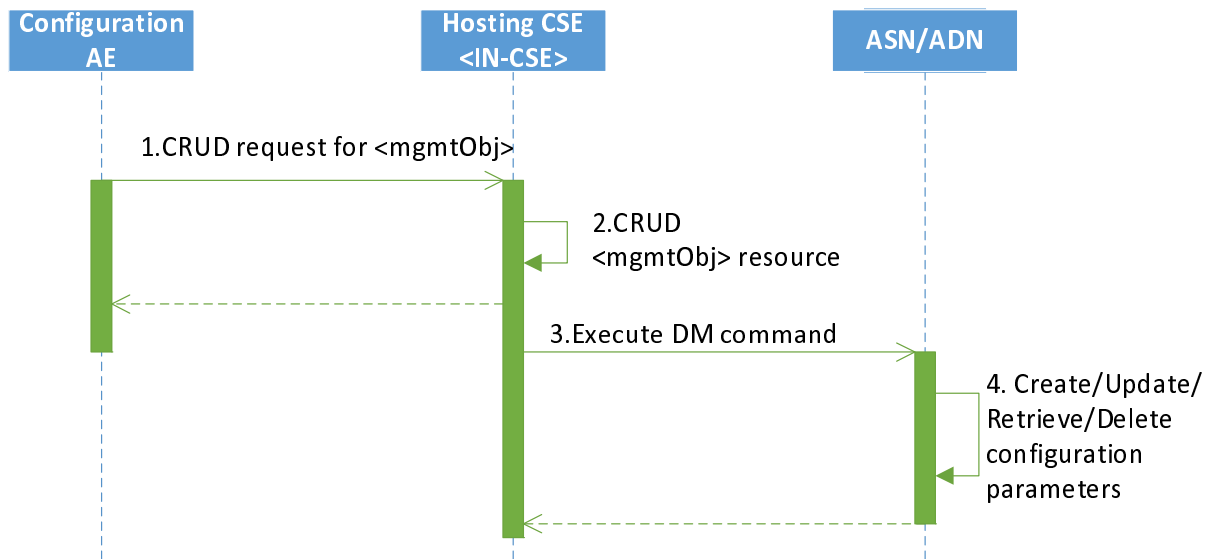 Configuration
AE
Hosting CSE
<IN-CSE>
ASN/ADN
1.CRUD request for <mgmtObj>
2.CRUD
<mgmtObj> resource
3.Execute DM command
4. Create/Update/
Retrieve/Delete
configuration
parameters